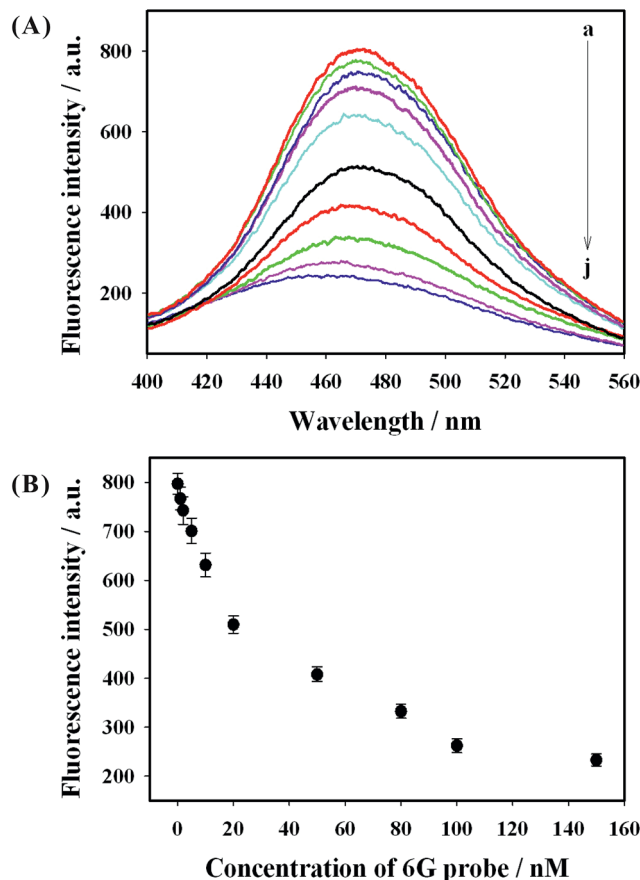 (A)
Fluorescence intensity / a.u.
800
600
400
200
a
j
400 420 440 460 480 500 520 540 560
Wavelength / nm
(B)
Fluorescence intensity / a.u.
800
700
600
500
400
300
200
0 20 40 60 80 100 120 140 160
Concentration of 6G probe / nM